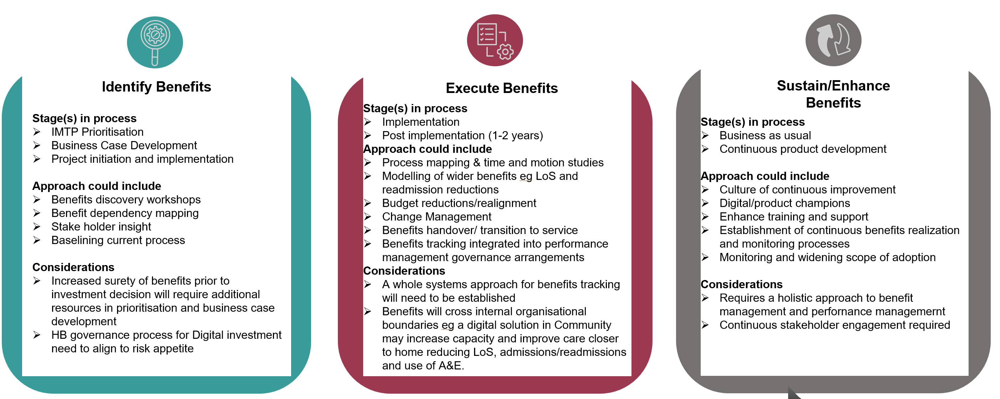 Identify Benefits
Stage(s) in process
➢ IMTP Prioritisation
➢ Business Case Development
➢ Project initiation and implementation
Approach could include
➢ Benefits discovery workshops
➢ Benefit dependency mapping
➢ Stake holder insight
➢ Baselining current process
Considerations
➢ Increased surety of benefits prior to
investment decision will require additional
resources in prioritisation and business case
development
➢ HB governance process for Digital investment
need to align to risk appetite
Execute Benefits
Stage(s) in process
➢ Implementation
➢ Post implementation (1-2 years)
Approach could include
➢ Process mapping & time and motion studies
➢ Modelling of wider benefits eg LoS and
readmission reductions
➢ Budget reductions/realignment
➢ Change Management
➢ Benefits handover/ transition to service
➢ Benefits tracking integrated into performance
management governance arrangements
Considerations
➢ A whole systems approach for benefits tracking
will need to be established
➢ Benefits will cross internal organisational
boundaries eg a digital solution in Community
may increase capacity and improve care closer
to home reducing LoS, admissions/readmissions
and use of A&E.
Sustain/Enhance
Benefits
Stage(s) in process
➢ Business as usual
➢ Continuous product development
Approach could include
➢ Culture of continuous improvement
➢ Digital/product champions
➢ Enhance training and support
➢ Establishment of continuous benefits realization
and monitoring processes
➢ Monitoring and widening scope of adoption
Considerations
➢ Requires a holistic approach to benefit
management and perfornance managemernt
➢ Continuous stakeholder engagement required